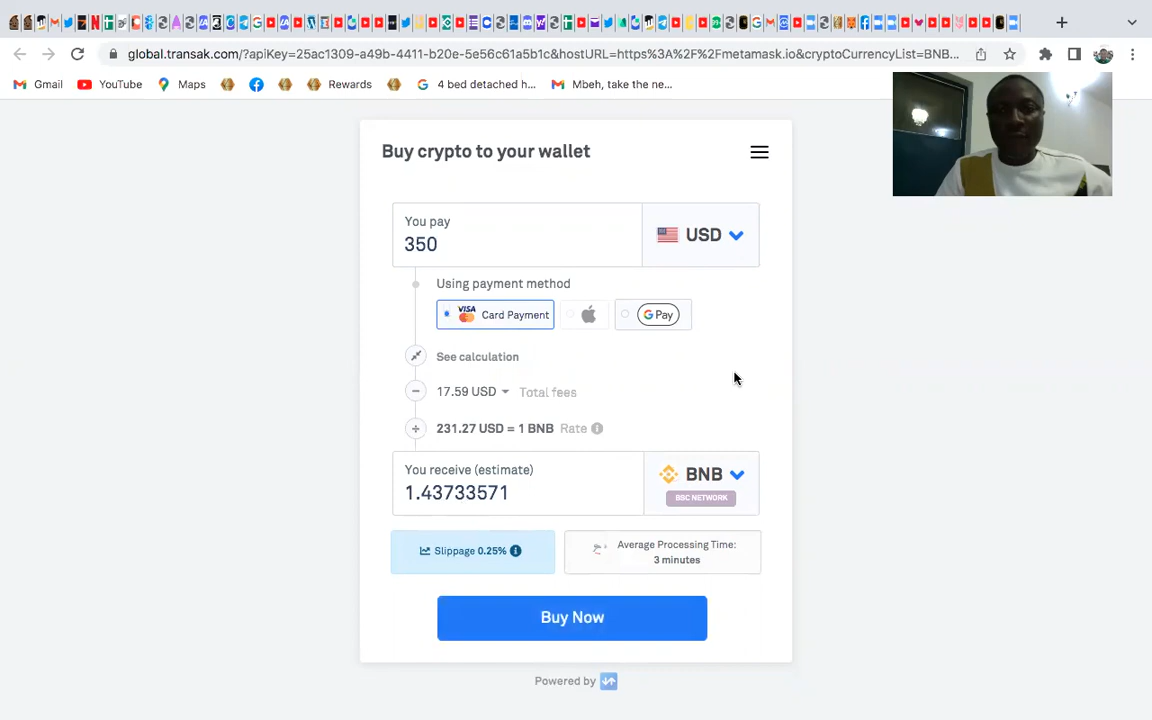 global.transak.com/?apiKey=25ac1309-a49b-4411-b20e-5e56c61a5b1c&hostURL=https%3A%2F%2Fmetamask.io&cryptoCurrencyList=BNB...
Gmail YouTube Maps Rewards 4 bed detached h... Mbeh, take the ne...
Buy crypto to your wallet
You pay
350
USD
Using payment method
VISA Card Payment
G Pay
See calculation
17.59 USD Total fees
231.27 USD = 1 BNB Rate
You receive (estimate)
1.43733571
BNB
BSC NETWORK
Slippage 0.25%
Average Processing Time:
3 minutes
Buy Now
Powered by